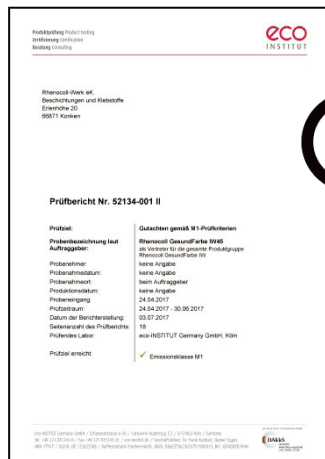 Produktprüfung Product testing
Zertifizierung Certification
Beratung Consulting
eco
INSTITUT
Rhenocoll-Werk eK.
Beschichtungen und Klebstoffe
Erlenhöhe 20
66871 Konken
Prüfbericht Nr. 52134-001 II
Prüfziel: Gutachten gemäß M1-Prüfkriterien
Probenbezeichnung laut Auftraggeber: Rhenocoll GesundFarbe IW45
als Vertreter für die gesamte Produktgruppe
Rhenocoll GesundFarbe IW
Probenehmer: keine Angabe
Probenahmedatum: keine Angabe
Probenahmeort: beim Auftraggeber
Produktionsdatum: keine Angabe
Probeneingang: 24.04.2017
Prüfzeitraum: 24.04.2017 - 30.06.2017
Datum der Berichterstellung: 03.07.2017
Seitenanzahl des Prüfberichts: 18
Prüfendes Labor: eco-INSTITUT Germany GmbH, Köln
Prüfziel erreicht: ✓ Emissionsklasse M1
DAkkS